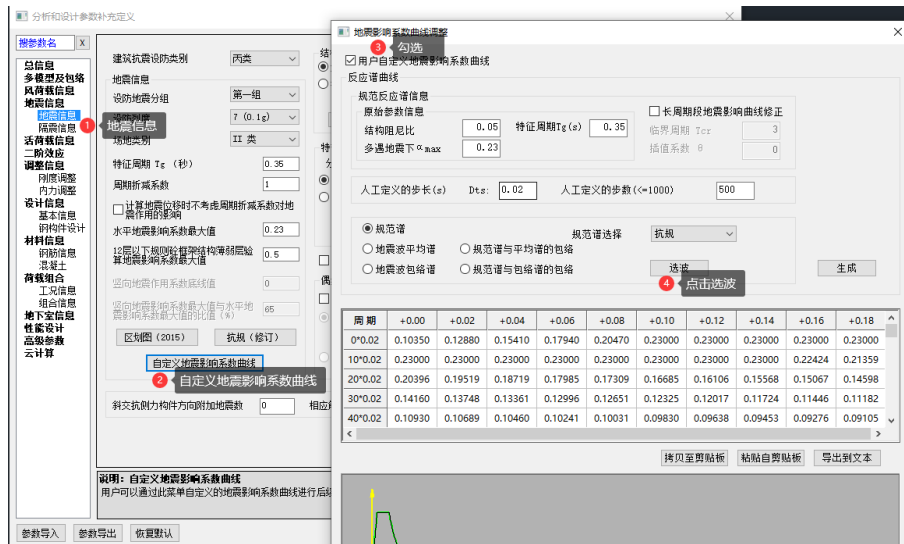 分析和设计参数补充定义
搜参数名 X
总信息
多模型及包络
风荷载信息
地震信息
地震信息
隔震信息
活荷载信息
二阶效应
调整信息
刚度调整
内力调整
设计信息
基本信息
钢构件设计
材料信息
钢筋信息
混凝土
荷载组合
工况信息
组合信息
地下室信息
性能设计
高级参数
云计算
1 地震信息
建筑抗震设防类别 丙类
地震信息
设防地震分组 第一组
7 (0.1g)
场地类别 II 类
特征周期 Tg (秒) 0.35
周期折减系数 1
计算地震位移时不考虑周期折减系数对地
震作用的影响
水平地震影响系数最大值 0.23
12层以下规则砼框架结构薄弱层验
算地震影响系数最大值 0.5
竖向地震作用系数底线值 0
竖向地震影响系数最大值与水平地
震影响系数最大值的比值 (%) 65
区划图 (2015) 抗规 (修订)
自定义地震影响系数曲线
2 自定义地震影响系数曲线
斜交抗侧力构件方向附加地震数 0 相应
说明: 自定义地震影响系数曲线
用户可以通过此菜单自定义的地震影响系数曲线进行后
参数导入 参数导出 恢复默认
地震影响系数曲线调整
3 勾选
用户自定义地震影响系数曲线
反应谱曲线
规范反应谱信息
原始参数信息
结构阻尼比 0.05 特征周期Tg(s) 0.35
多遇地震下αmax 0.23
长周期段地震影响曲线修正
临界周期 Tcr 3
插值系数 θ 0
人工定义的步长(s) Dts: 0.02 人工定义的步数(<=1000) 500
规范谱 规范谱选择 抗规
地震波平均谱 规范谱与平均谱的包络
地震波包络谱 规范谱与包络谱的包络 选波 生成
4 点击选波
周期 +0.00 +0.02 +0.04 +0.06 +0.08 +0.10 +0.12 +0.14 +0.16 +0.18
0*0.02 0.10350 0.12880 0.15410 0.17940 0.20470 0.23000 0.23000 0.23000 0.23000 0.23000
10*0.02 0.23000 0.23000 0.23000 0.23000 0.23000 0.23000 0.23000 0.23000 0.22424 0.21359
20*0.02 0.20396 0.19519 0.18719 0.17985 0.17309 0.16685 0.16106 0.15568 0.15067 0.14598
30*0.02 0.14160 0.13748 0.13361 0.12996 0.12651 0.12325 0.12017 0.11724 0.11446 0.11182
40*0.02 0.10930 0.10689 0.10460 0.10241 0.10031 0.09830 0.09638 0.09453 0.09276 0.09105
拷贝至剪贴板 粘贴自剪贴板 导出到文本